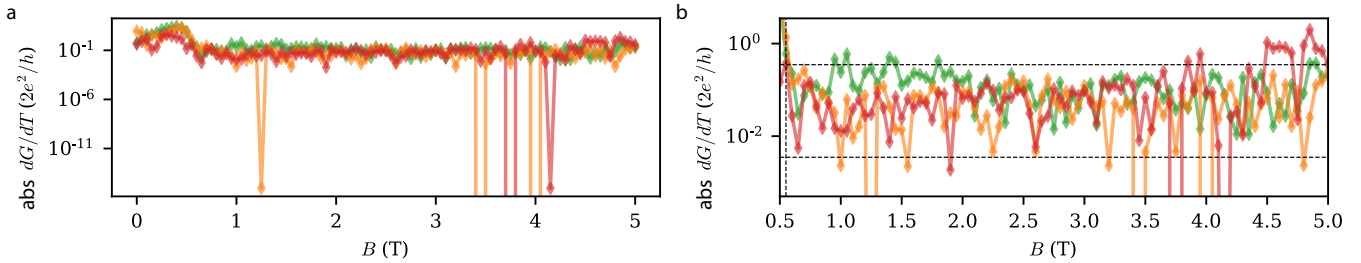 a
abs dG/dT (2e²/h)
10⁻¹
10⁻⁶
10⁻¹¹
0 1 2 3 4 5
B (T)
b
abs dG/dT (2e²/h)
10⁰
10⁻²
0.5 1.0 1.5 2.0 2.5 3.0 3.5 4.0 4.5 5.0
B (T)